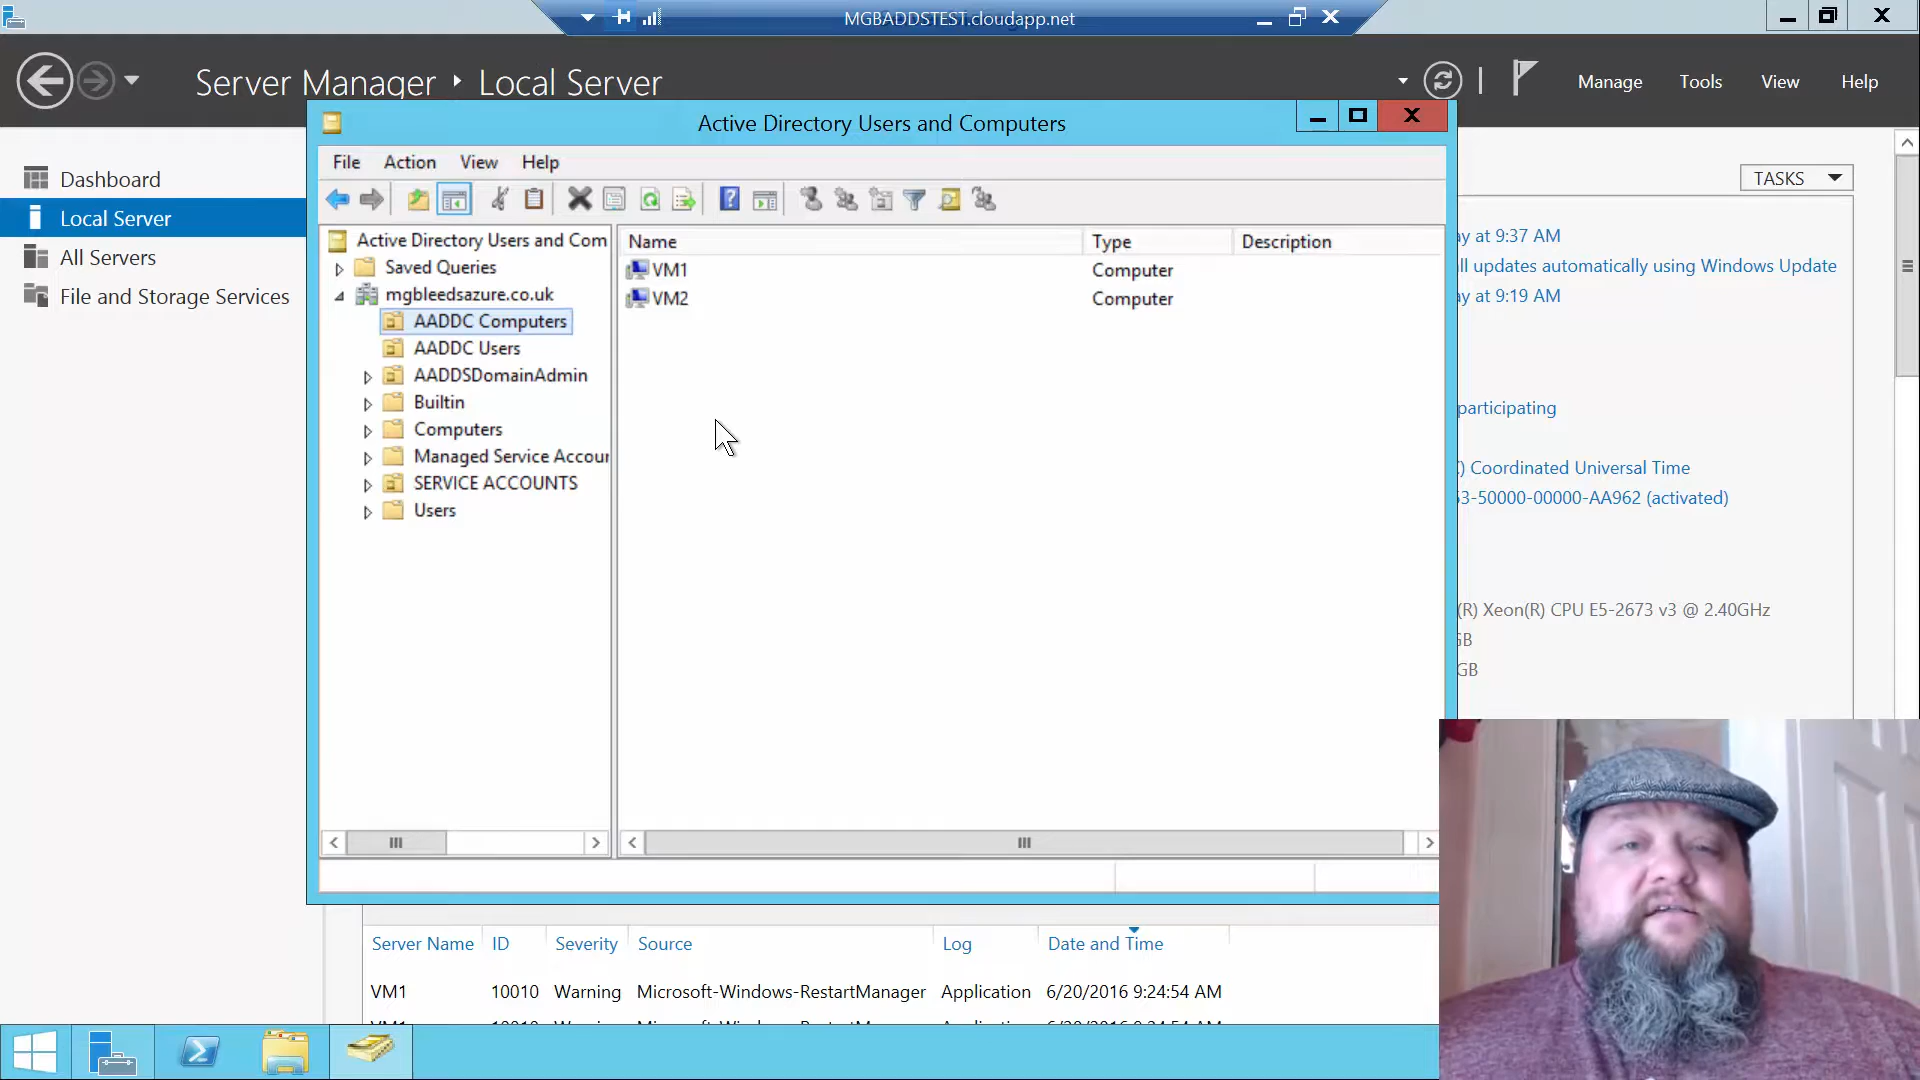 MGBADDSTEST.cloudapp.net
Server Manager ‣ Local Server
Manage Tools View Help
Active Directory Users and Computers
File Action View Help
Dashboard
Local Server
All Servers
File and Storage Services
TASKS
Active Directory Users and Com
Saved Queries
mgbleedsazure.co.uk
AADDC Computers
AADDC Users
AADDSDomainAdmin
Builtin
Computers
Managed Service Accour
SERVICE ACCOUNTS
Users
Name Type Description
VM1 Computer
VM2 Computer
ay at 9:37 AM
all updates automatically using Windows Update
ay at 9:19 AM
participating
) Coordinated Universal Time
53-50000-00000-AA962 (activated)
(R) Xeon(R) CPU E5-2673 v3 @ 2.40GHz
GB
GB
Server Name ID Severity Source Log Date and Time
VM1 10010 Warning Microsoft-Windows-RestartManager Application 6/20/2016 9:24:54 AM